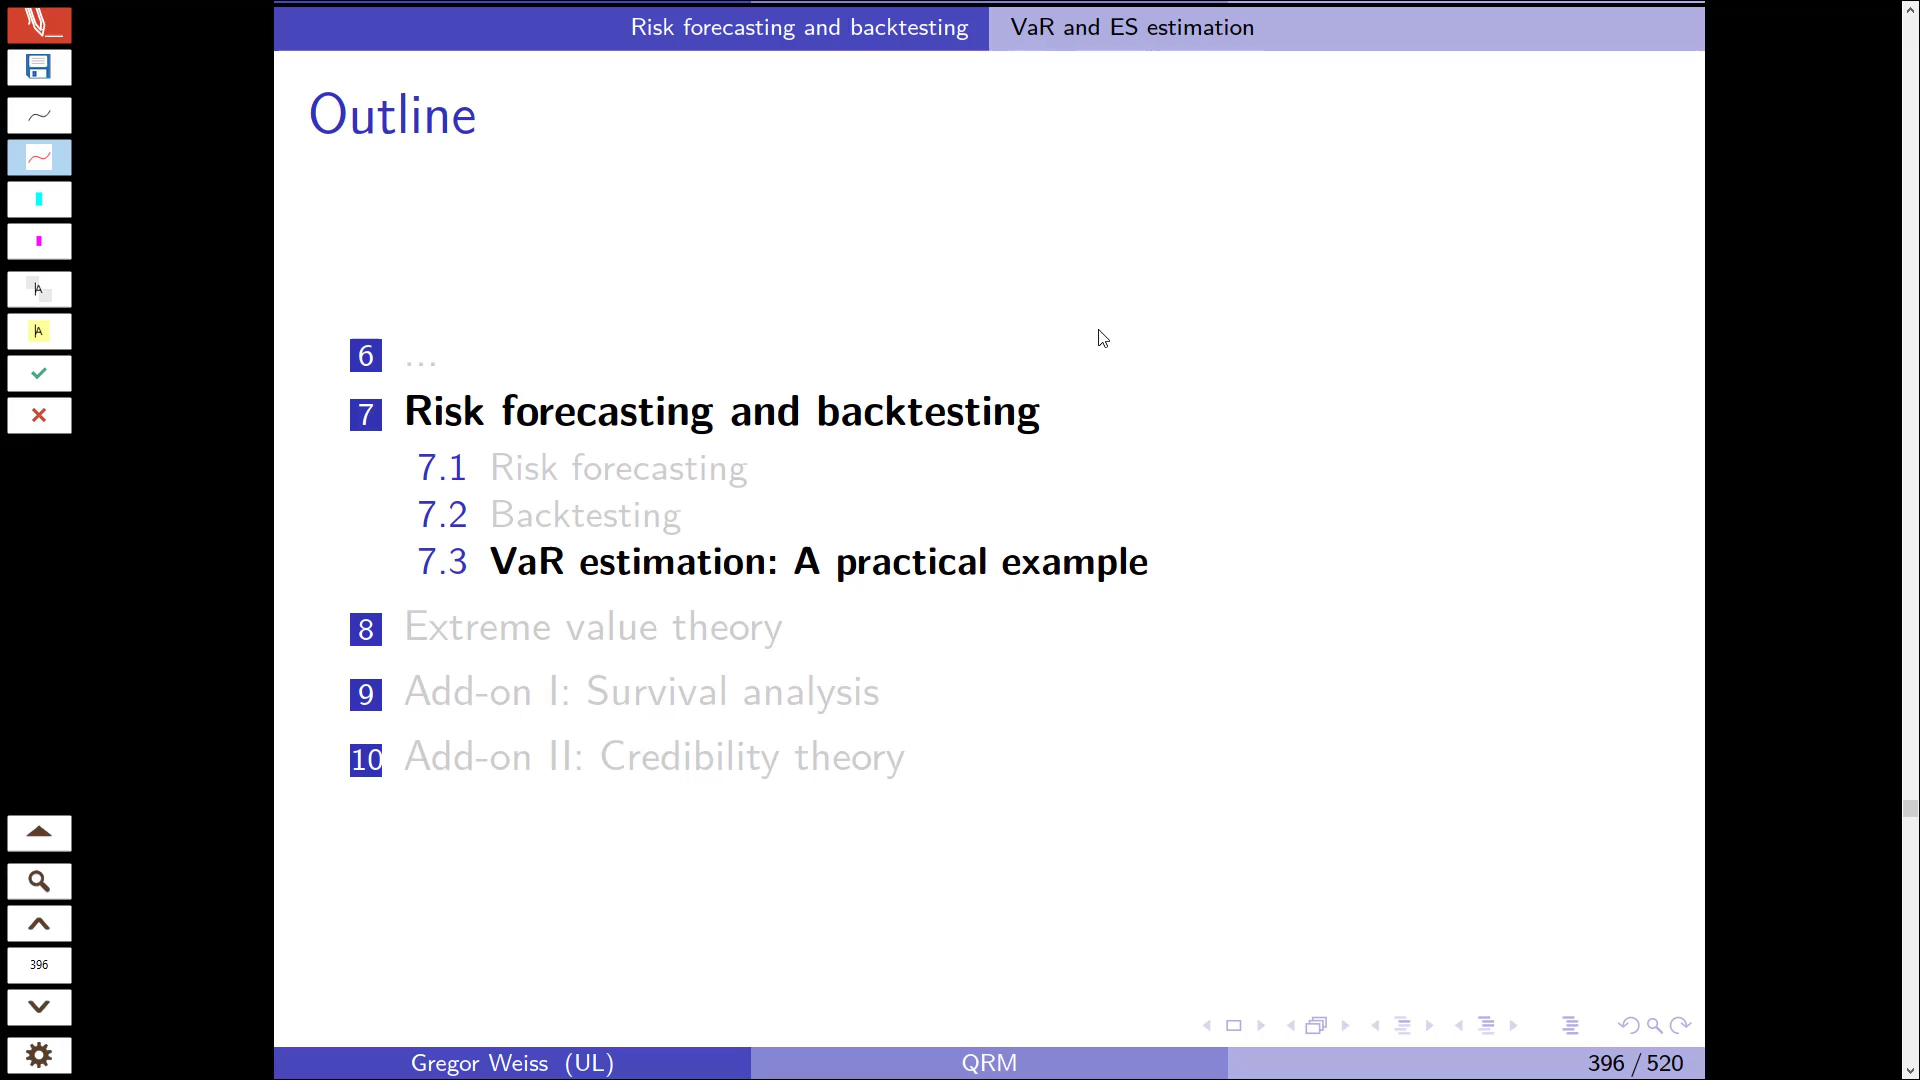 Risk forecasting and backtesting VaR and ES estimation
Outline
6 ...
7 Risk forecasting and backtesting
7.1 Risk forecasting
7.2 Backtesting
7.3 VaR estimation: A practical example
8 Extreme value theory
9 Add-on I: Survival analysis
10 Add-on II: Credibility theory
A
A
396
Gregor Weiss (UL) QRM 396 / 520